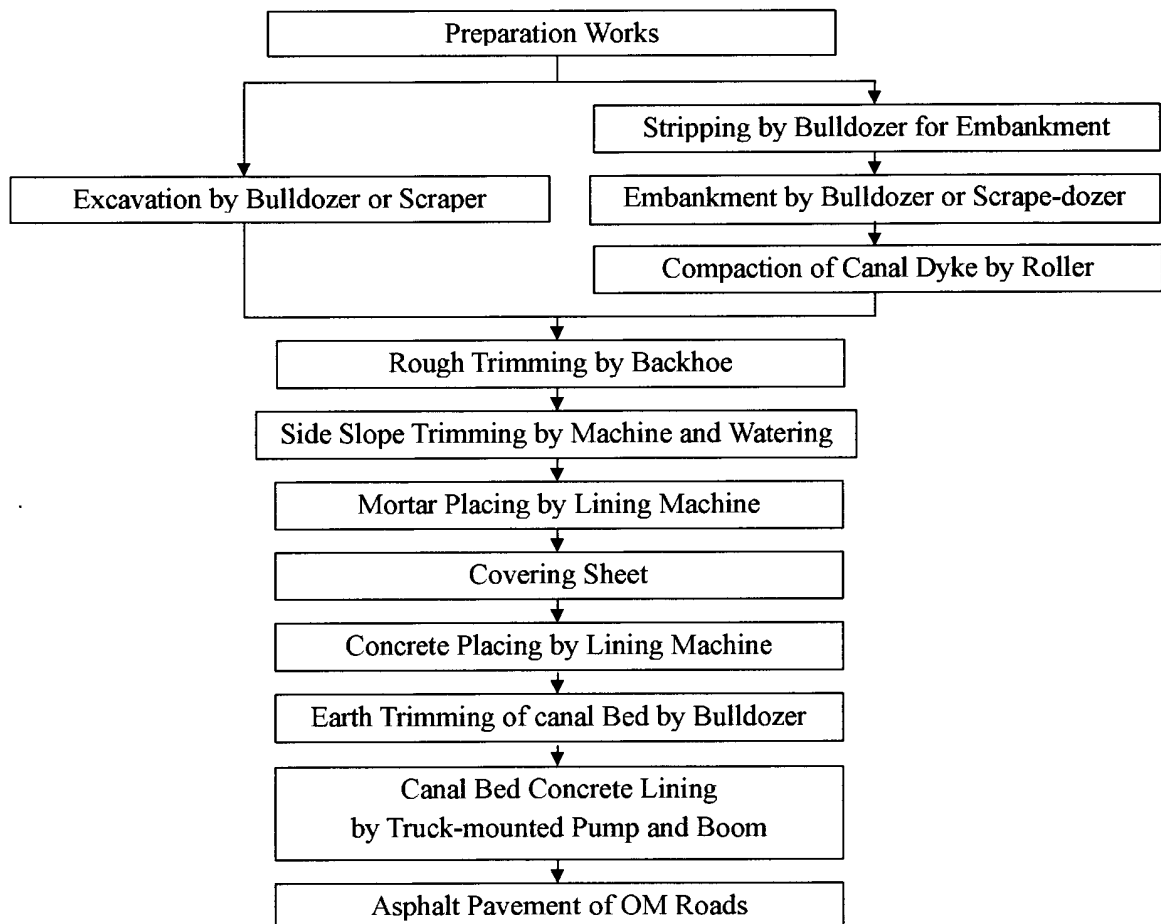 Preparation Works
Stripping by Bulldozer for Embankment
Excavation by Bulldozer or Scraper
Embankment by Bulldozer or Scrape-dozer
Compaction of Canal Dyke by Roller
Rough Trimming by Backhoe
Side Slope Trimming by Machine and Watering
Mortar Placing by Lining Machine
Covering Sheet
Concrete Placing by Lining Machine
Earth Trimming of canal Bed by Bulldozer
Canal Bed Concrete Lining
by Truck-mounted Pump and Boom
Asphalt Pavement of OM Roads